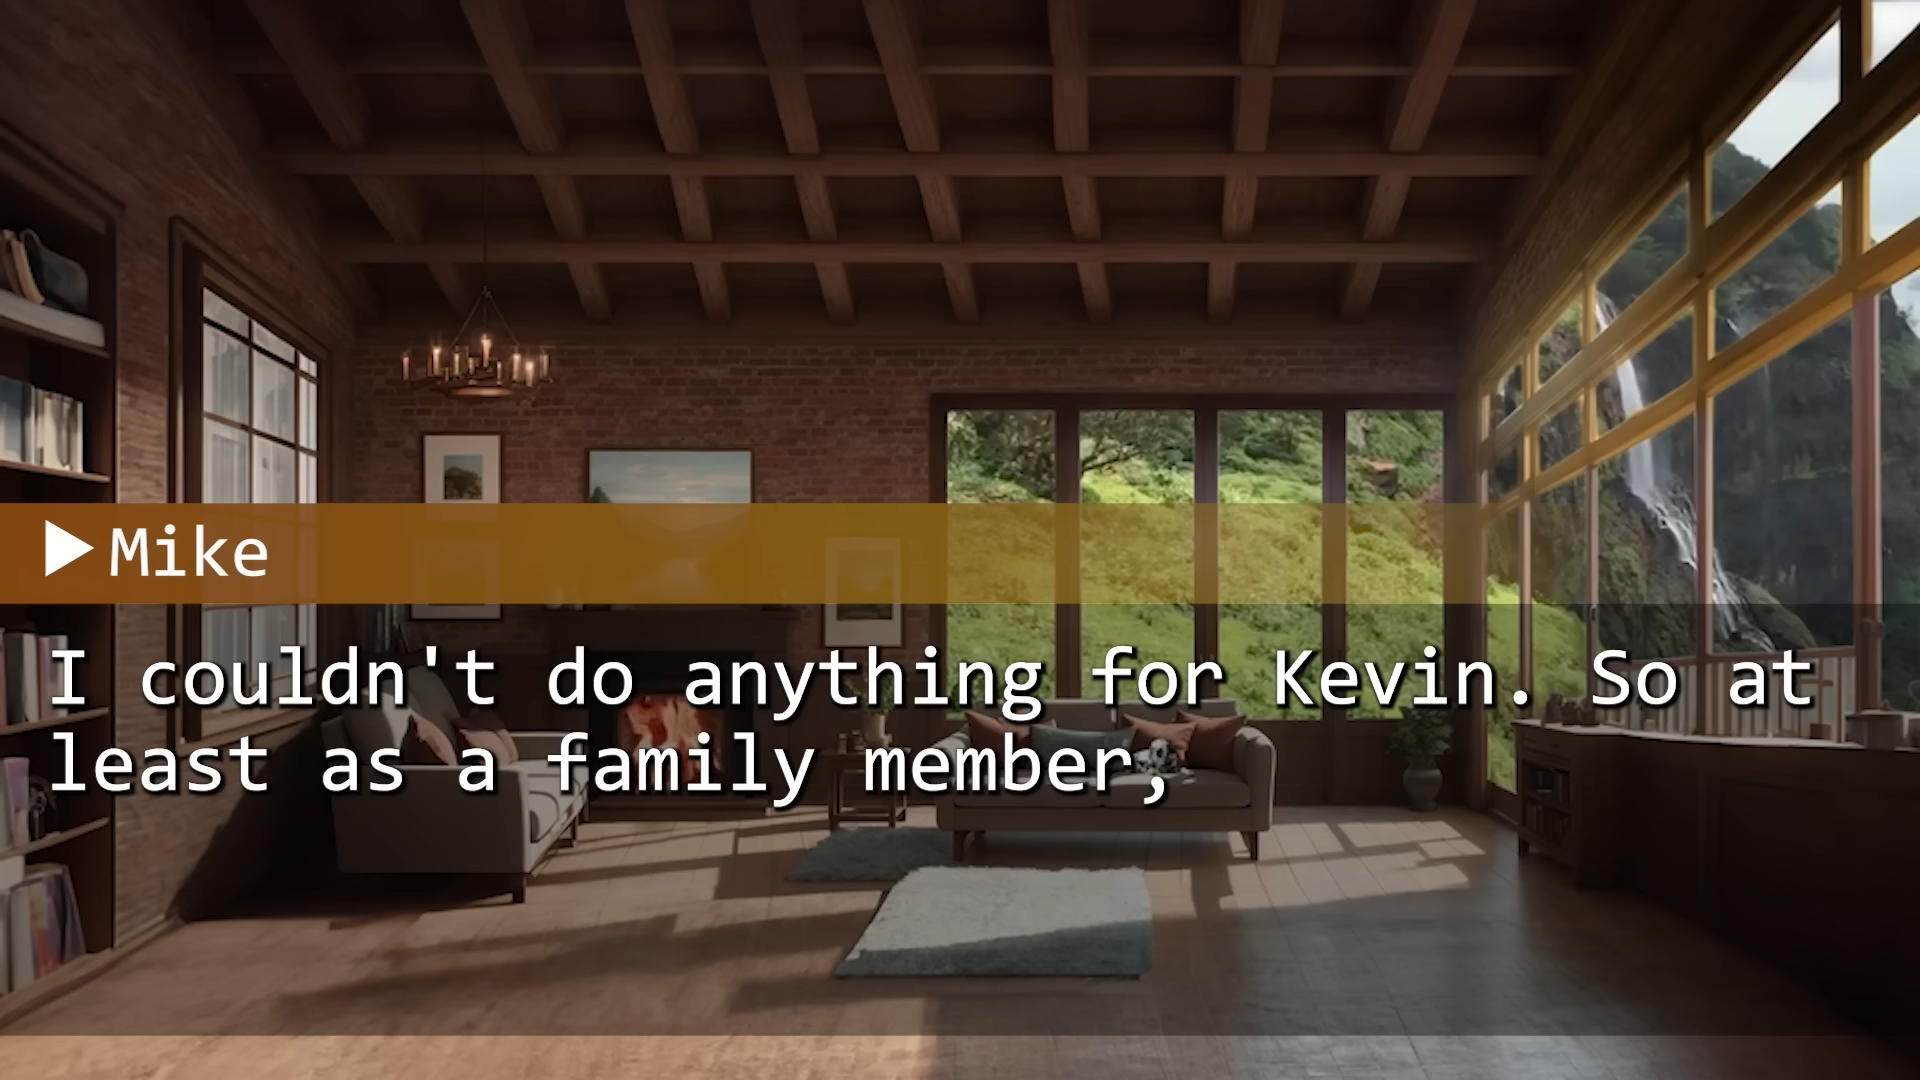 Mike
I couldn't do anything for Kevin. So at
least as a family member,